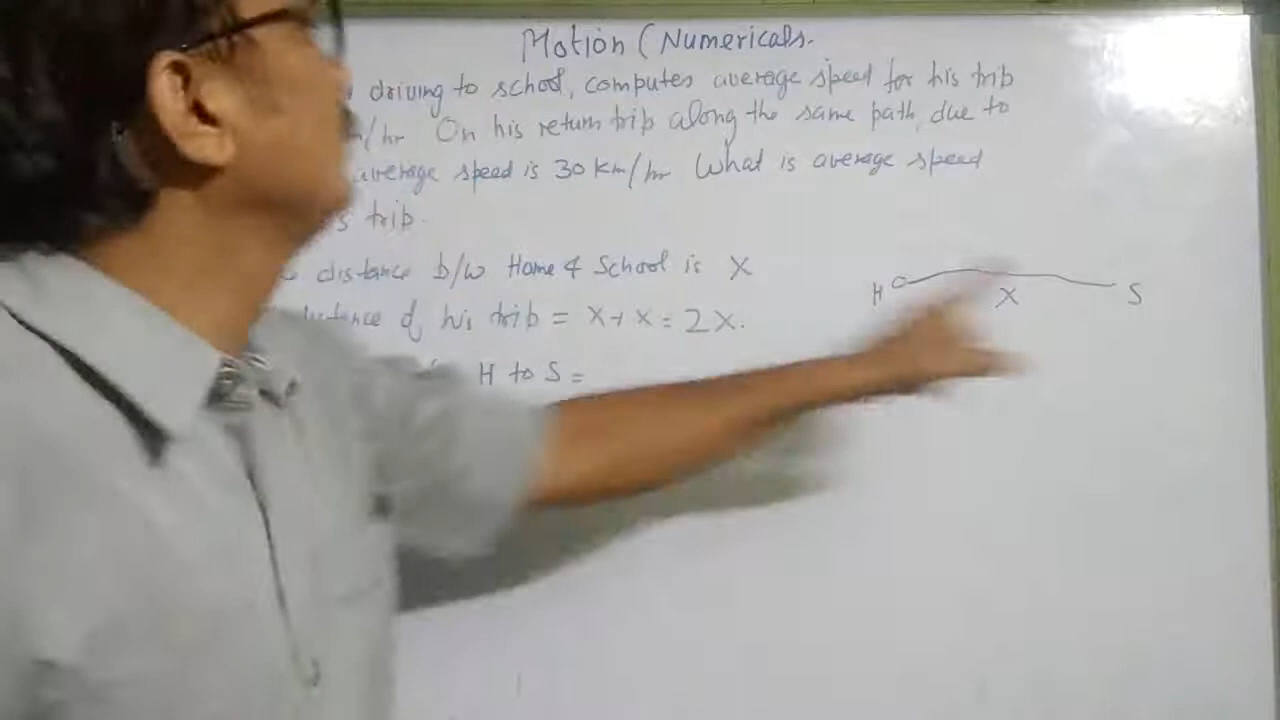 Motion (Numericals.
driving to school, computes average speed for his trip
m/hr On his return trip along the same path, due to
average speed is 30 km/hr What is average speed
s trip.
distance b/w Home & School is X
of his trip = X+X = 2X.
H to S =
H X S